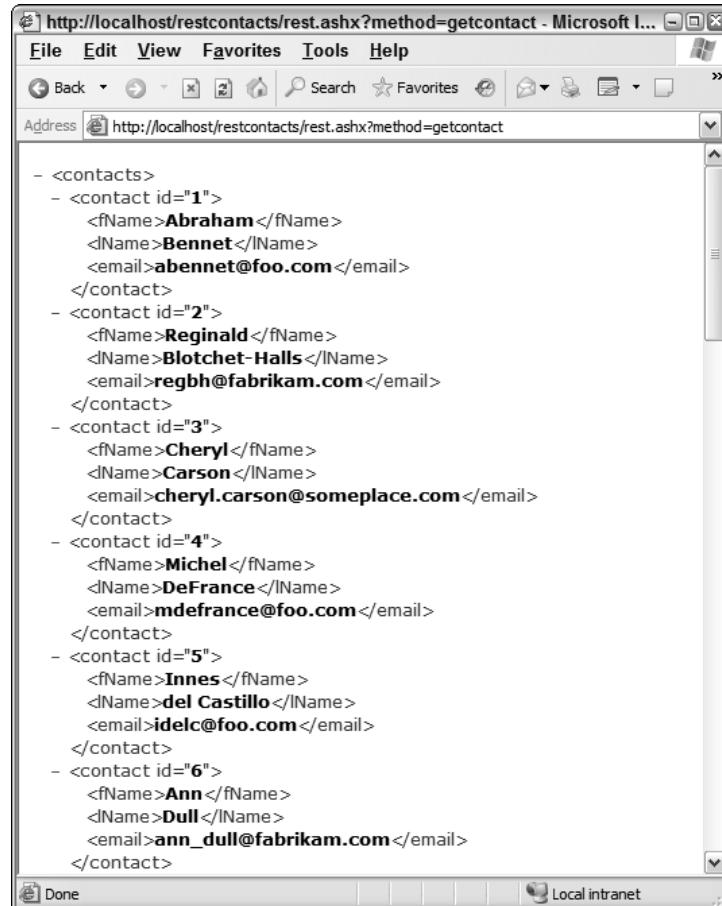 http://localhost/restcontacts/rest.ashx?method=getcontact - Microsoft I...
File Edit View Favorites Tools Help
Back Search Favorites »
Address http://localhost/restcontacts/rest.ashx?method=getcontact
- <contacts>
- <contact id="1">
<fName>Abraham</fName>
<lName>Bennet</lName>
<email>abennet@foo.com</email>
</contact>
- <contact id="2">
<fName>Reginald</fName>
<lName>Blotchet-Halls</lName>
<email>regbh@fabrikam.com</email>
</contact>
- <contact id="3">
<fName>Cheryl</fName>
<lName>Carson</lName>
<email>cheryl.carson@someplace.com</email>
</contact>
- <contact id="4">
<fName>Michel</fName>
<lName>DeFrance</lName>
<email>mdefrance@foo.com</email>
</contact>
- <contact id="5">
<fName>Innes</fName>
<lName>del Castillo</lName>
<email>idelc@foo.com</email>
</contact>
- <contact id="6">
<fName>Ann</fName>
<lName>Dull</lName>
<email>ann_dull@fabrikam.com</email>
</contact>
Done Local intranet